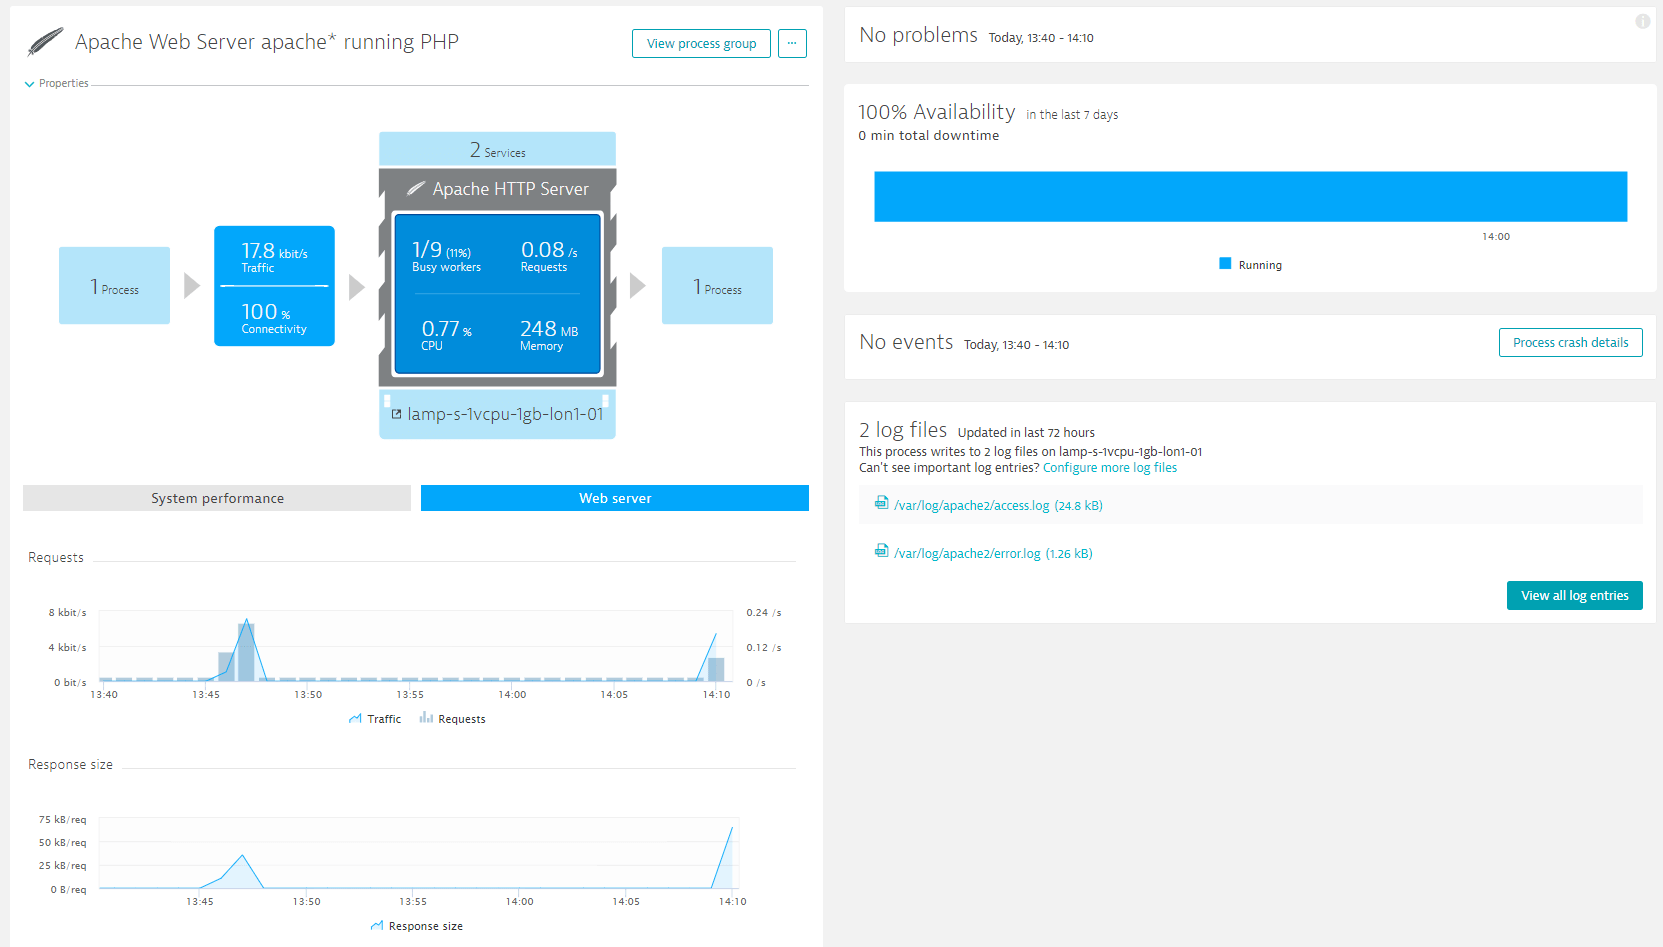 Apache Web Server apache* running PHP
View process group
...
Properties
2 Services
Apache HTTP Server
1 Process
17.8 kbit/s
Traffic
100 %
Connectivity
1/9 (11%)
Busy workers
0.08 /s
Requests
0.77 %
CPU
248 MB
Memory
1 Process
lamp-s-1vcpu-1gb-lon1-01
System performance
Web server
Requests
8 kbit/s
4 kbit/s
0 bit/s
0.24 /s
0.12 /s
0 /s
13:40 13:45 13:50 13:55 14:00 14:05 14:10
Traffic Requests
Response size
75 kB/req
50 kB/req
25 kB/req
0 B/req
13:45 13:50 13:55 14:00 14:05 14:10
Response size
No problems Today, 13:40 - 14:10
i
100% Availability in the last 7 days
0 min total downtime
14:00
Running
No events Today, 13:40 - 14:10
Process crash details
2 log files Updated in last 72 hours
This process writes to 2 log files on lamp-s-1vcpu-1gb-lon1-01
Can't see important log entries? Configure more log files
/var/log/apache2/access.log (24.8 kB)
/var/log/apache2/error.log (1.26 kB)
View all log entries